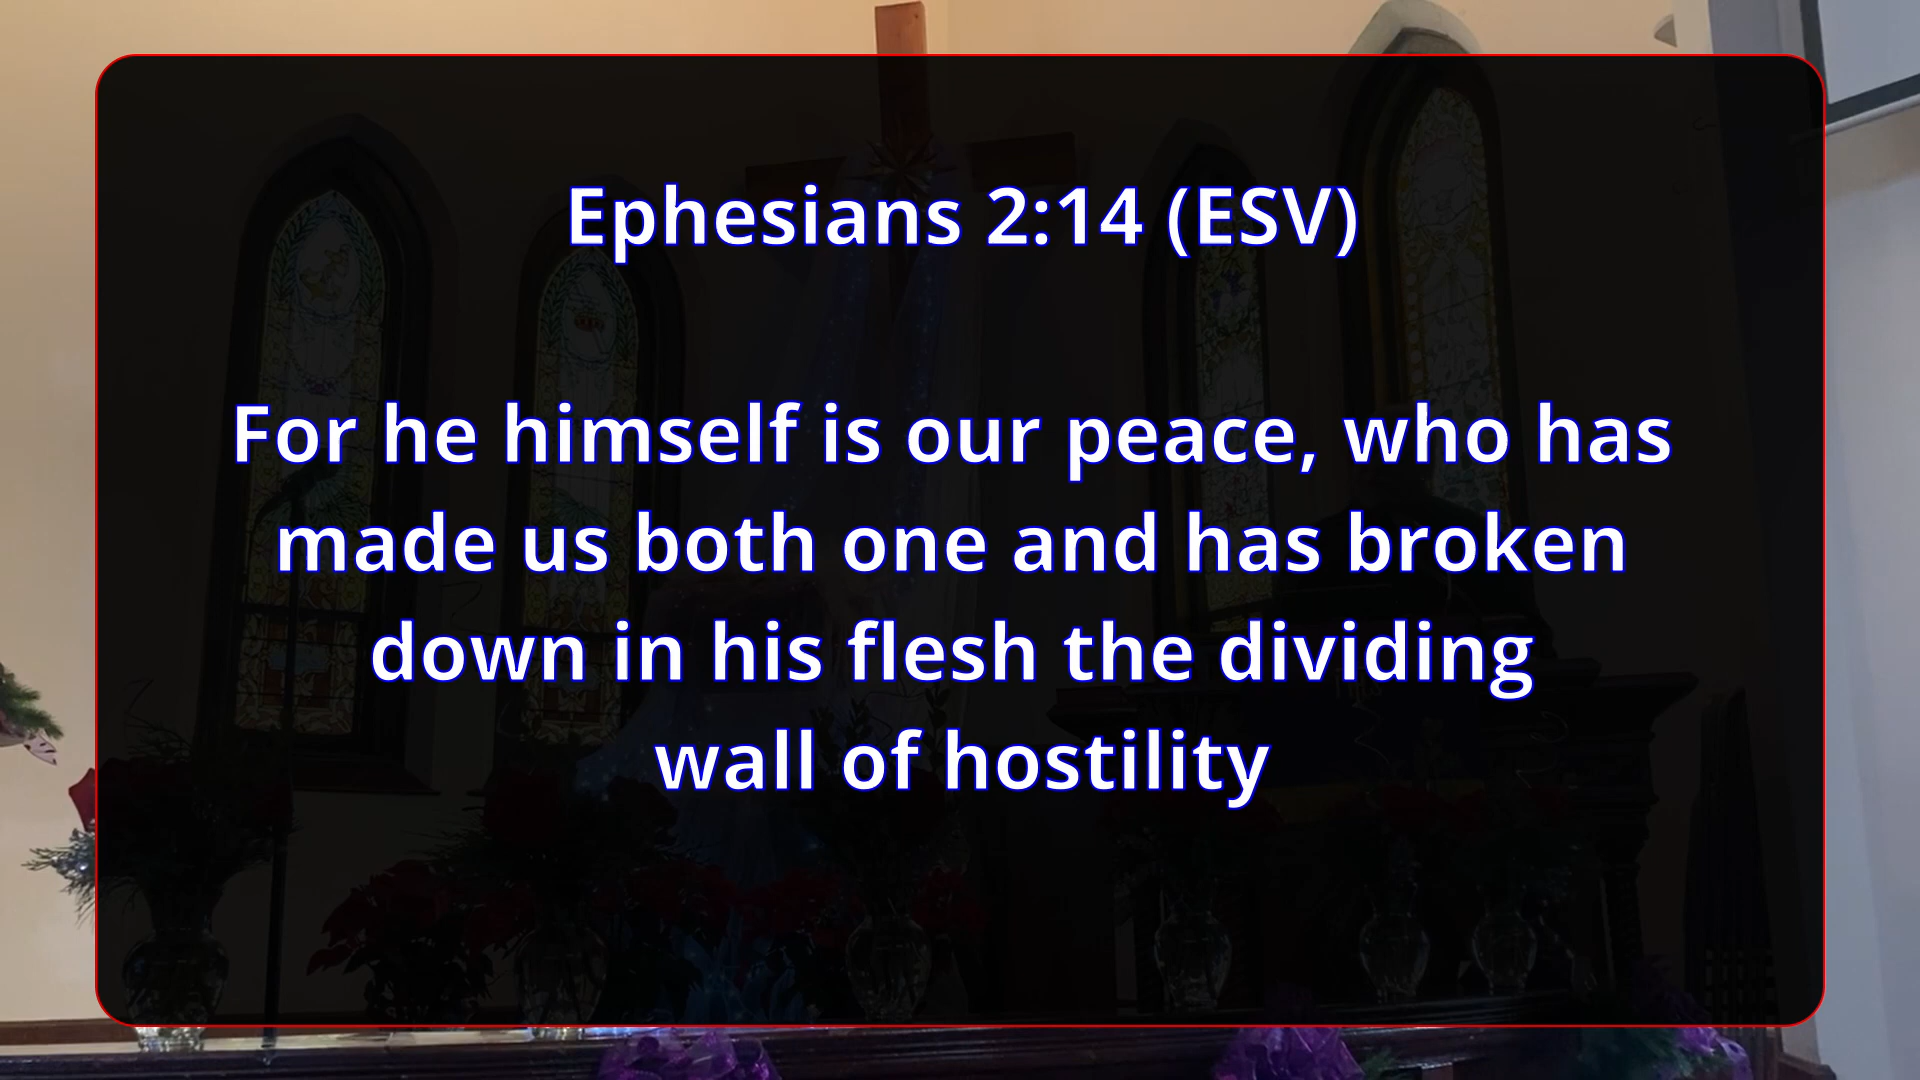 Ephesians 2:14 (ESV)
For he himself is our peace, who has
made us both one and has broken
down in his flesh the dividing
wall of hostility